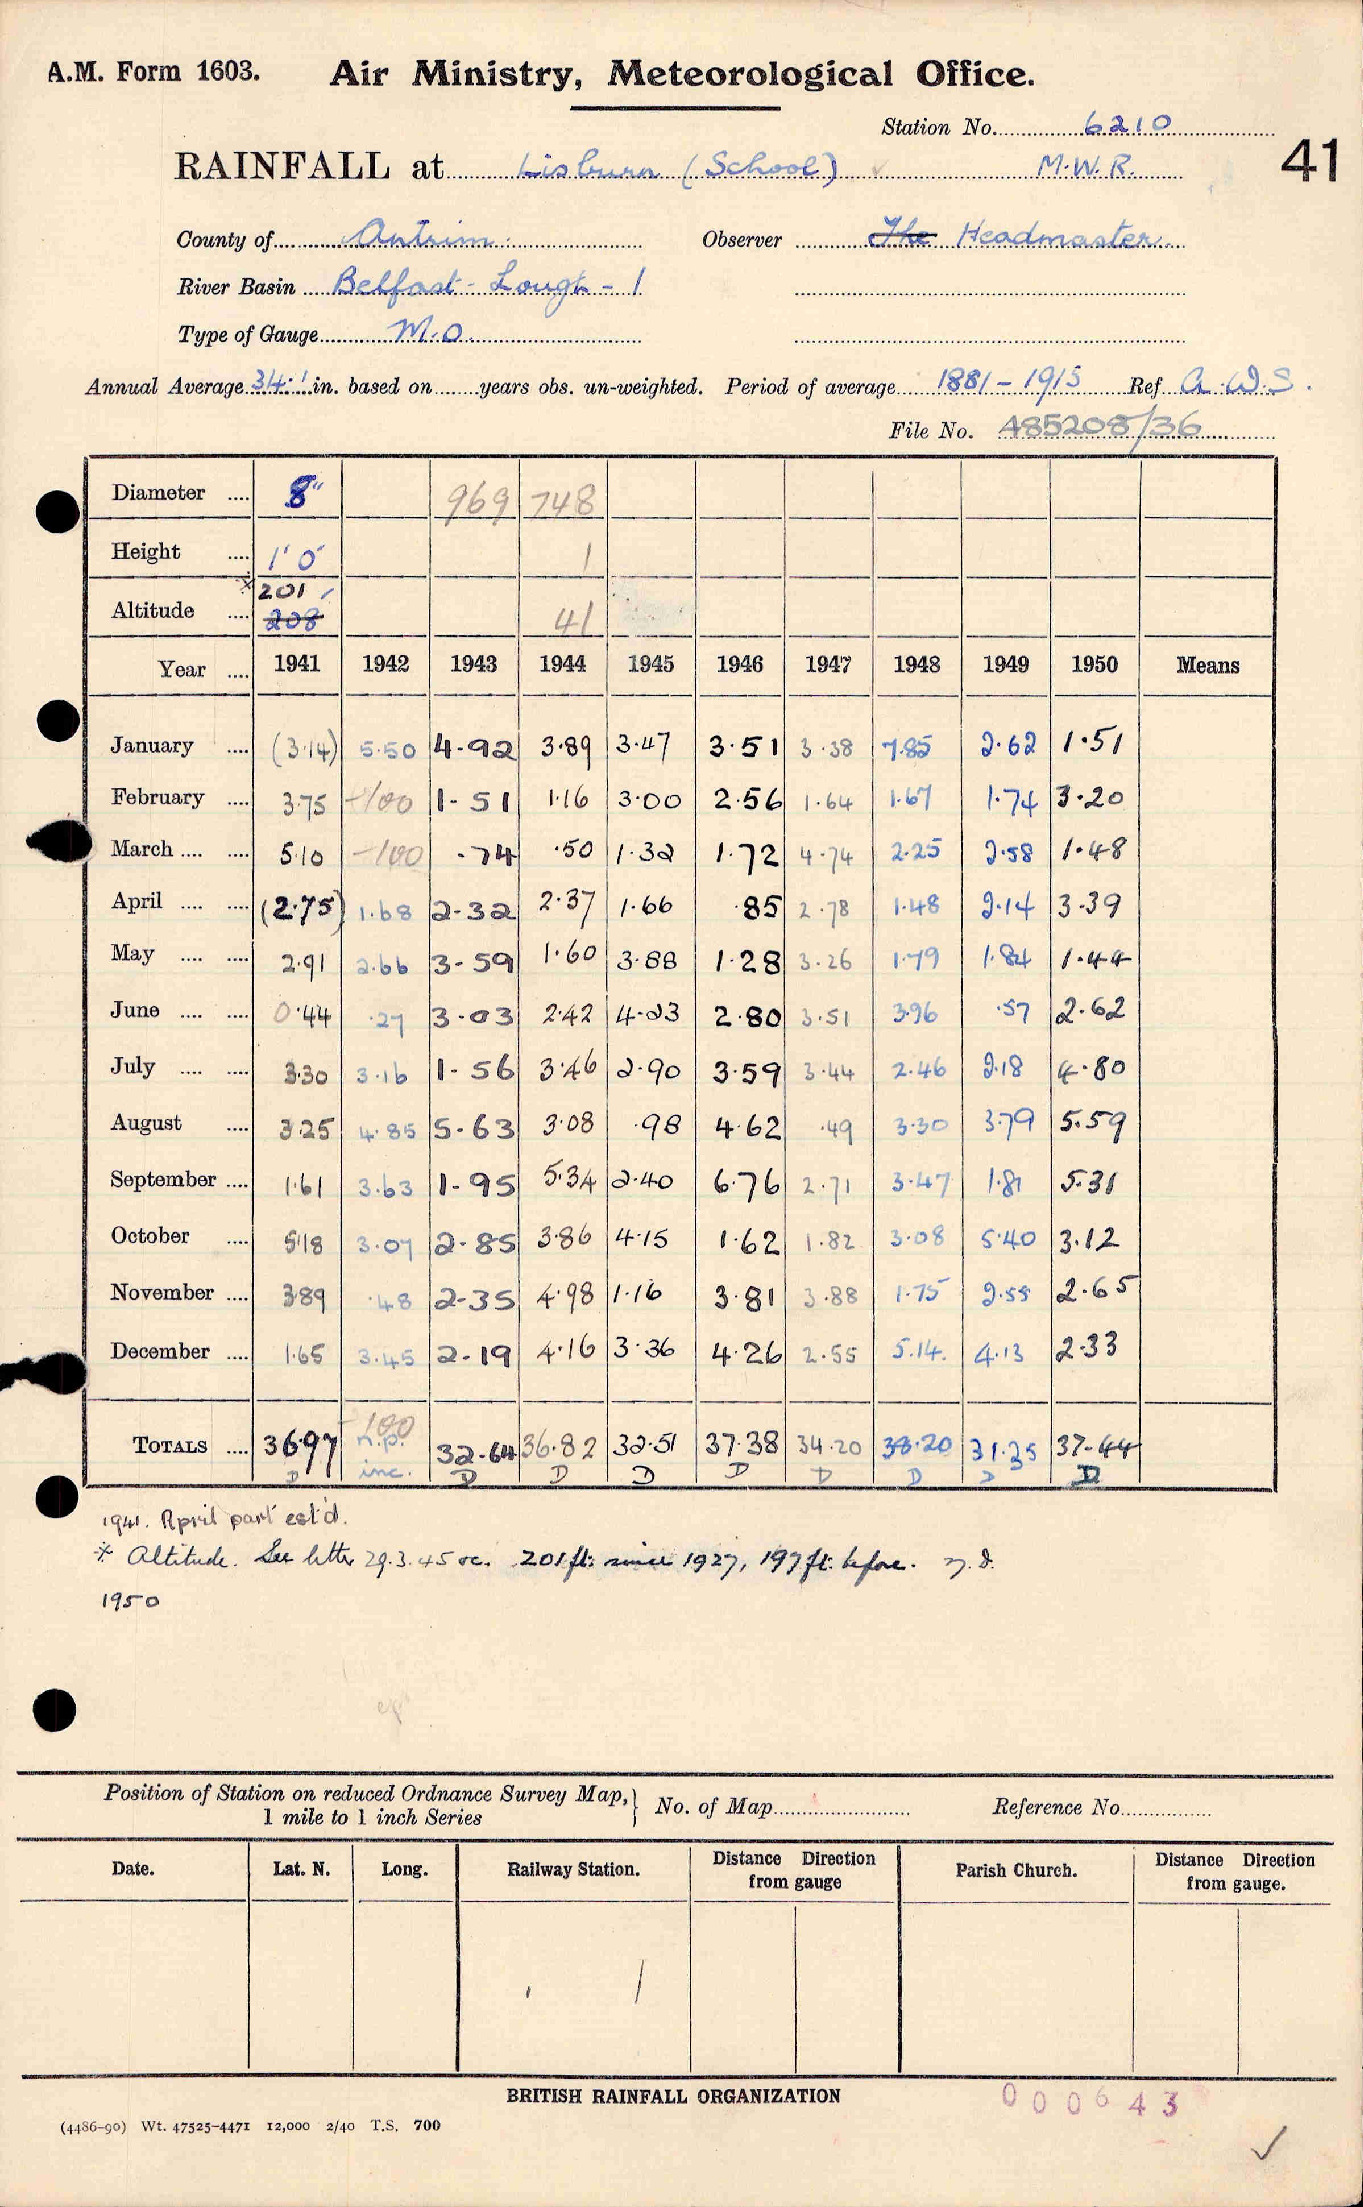 A.M. Form 1603. Air Ministry, Meteorological Office.
Station No. 6210
RAINFALL at Lisburn (School) M.W.R. 41
County of Antrim Observer The Headmaster
River Basin Belfast Lough - 1
Type of Gauge M.O.
Annual Average 34.1 in. based on years obs. un-weighted. Period of average 1881-1915 Ref A.W.S.
File No. A85208/36
Diameter .... 8" 969 748
Height .... 1' 0" 1
* 201
Altitude .... 208 41
Year .... 1941 1942 1943 1944 1945 1946 1947 1948 1949 1950 Means
January .... (3.14) 5.50 4.92 3.89 3.47 3.51 3.38 7.85 2.62 1.51
February .... 3.75 -100 1.51 1.16 3.00 2.56 1.64 1.67 1.74 3.20
March .... .... 5.10 -100 .74 .50 1.32 1.72 4.74 2.25 2.58 1.48
April .... .... (2.75) 1.68 2.32 2.37 1.66 .85 2.78 1.48 2.14 3.39
May .... .... 2.91 2.66 3.59 1.60 3.88 1.28 3.26 1.79 1.84 1.44
June .... .... 0.44 .27 3.03 2.42 4.23 2.80 3.51 3.96 .57 2.62
July .... .... 3.30 3.16 1.56 3.46 2.90 3.59 3.44 2.46 2.18 4.80
August .... 3.25 4.85 5.63 3.08 .98 4.62 .49 3.30 3.79 5.59
September .... 1.61 3.63 1.95 5.34 2.40 6.76 2.71 3.47 1.81 5.31
October .... 5.18 3.07 2.85 3.86 4.15 1.62 1.82 3.08 5.40 3.12
November .... 3.89 .48 2.35 4.98 1.16 3.81 3.88 1.75 2.55 2.65
December .... 1.65 3.45 2.19 4.16 3.36 4.26 2.55 5.14 4.13 2.33
-100
TOTALS .... 36.97 n.p. 32.64 36.82 32.51 37.38 34.20 38.20 31.35 37.44
D inc. D D D D D D D D
1941. April part est'd.
* Altitude. See letter 29.3.45 201 ft. since 1927, 197 ft. before.
1950
Position of Station on reduced Ordnance Survey Map, } No. of Map Reference No.
1 mile to 1 inch Series
Date. Lat. N. Long. Railway Station. Distance Direction from gauge Parish Church. Distance Direction from gauge.
BRITISH RAINFALL ORGANIZATION
000643
(4486-90) Wt. 47525-4471 12,000 2/40 T.S. 700